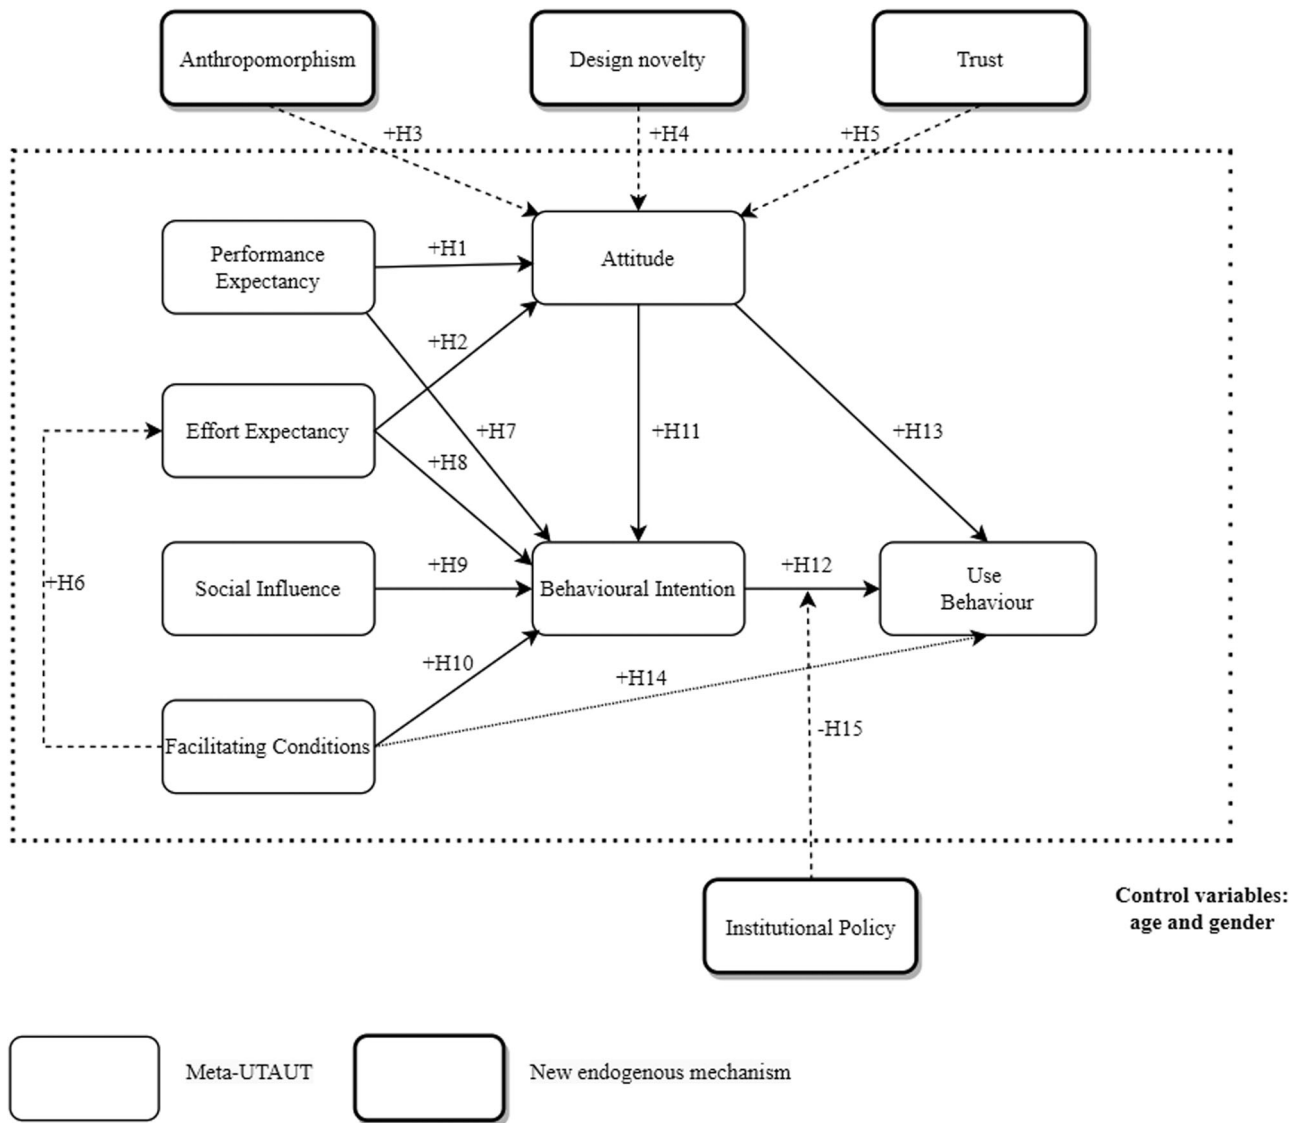 Anthropomorphism
Design novelty
Trust
+H3
+H4
+H5
Performance
Expectancy
+H1
Attitude
+H2
Effort Expectancy
+H7
+H8
+H11
+H13
+H6
Social Influence
+H9
Behavioural Intention
+H12
Use
Behaviour
+H10
+H14
Facilitating Conditions
-H15
Institutional Policy
Control variables:
age and gender
Meta-UTAUT
New endogenous mechanism